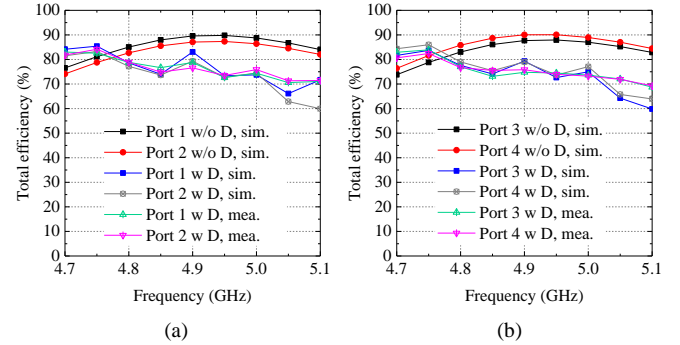 100
90
80
70
60
50
40
30
20
10
0
Total efficiency (%)
Port 1 w/o D, sim.
Port 2 w/o D, sim.
Port 1 w D, sim.
Port 2 w D, sim.
Port 1 w D, mea.
Port 2 w D, mea.
4.7 4.8 4.9 5.0 5.1
Frequency (GHz)
(a)
100
90
80
70
60
50
40
30
20
10
0
Total efficiency (%)
Port 3 w/o D, sim.
Port 4 w/o D, sim.
Port 3 w D, sim.
Port 4 w D, sim.
Port 3 w D, mea.
Port 4 w D, mea.
4.7 4.8 4.9 5.0 5.1
Frequency (GHz)
(b)